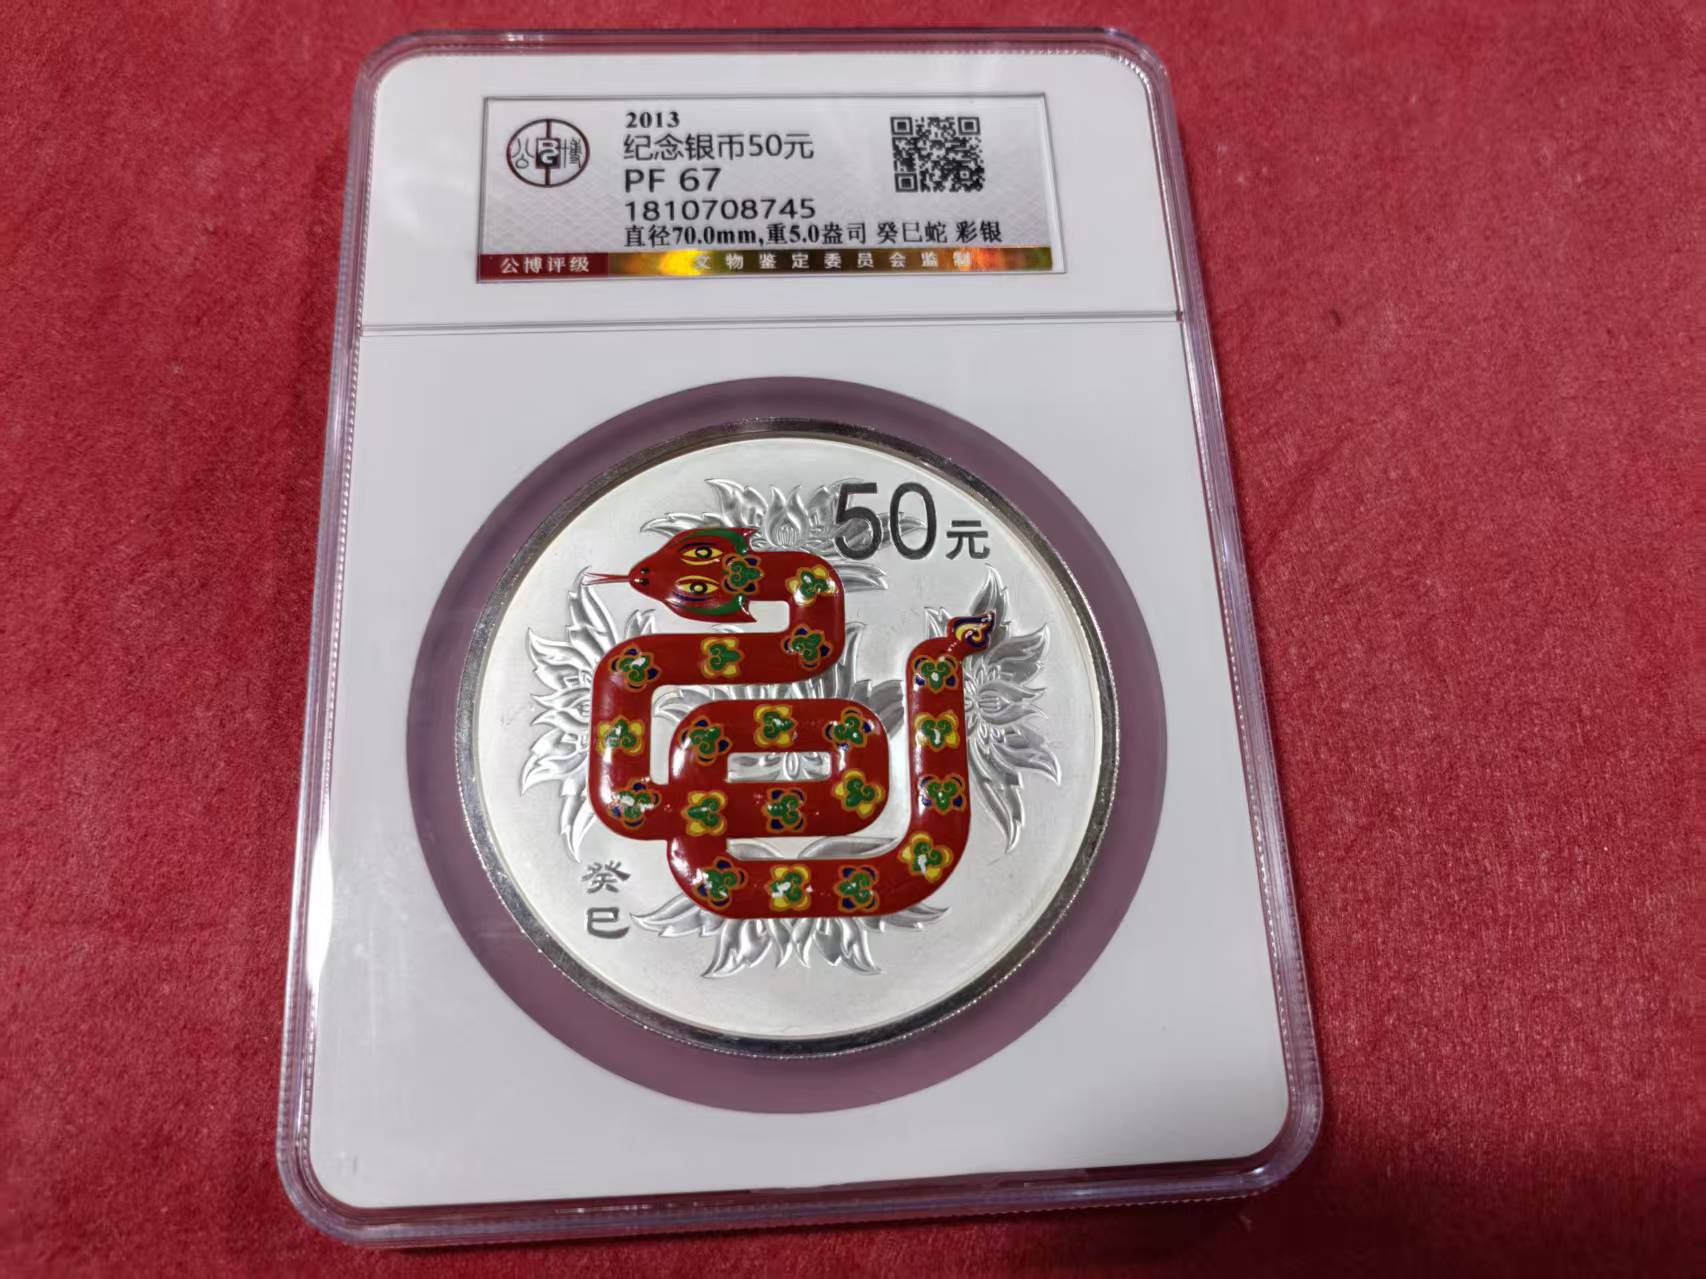 2013
纪念银币50元
PF 67
1810708745
直径70.0mm,重5.0盎司 癸巳蛇 彩银
公博
公博评级
文物鉴定委员会监制
50元
癸
巳